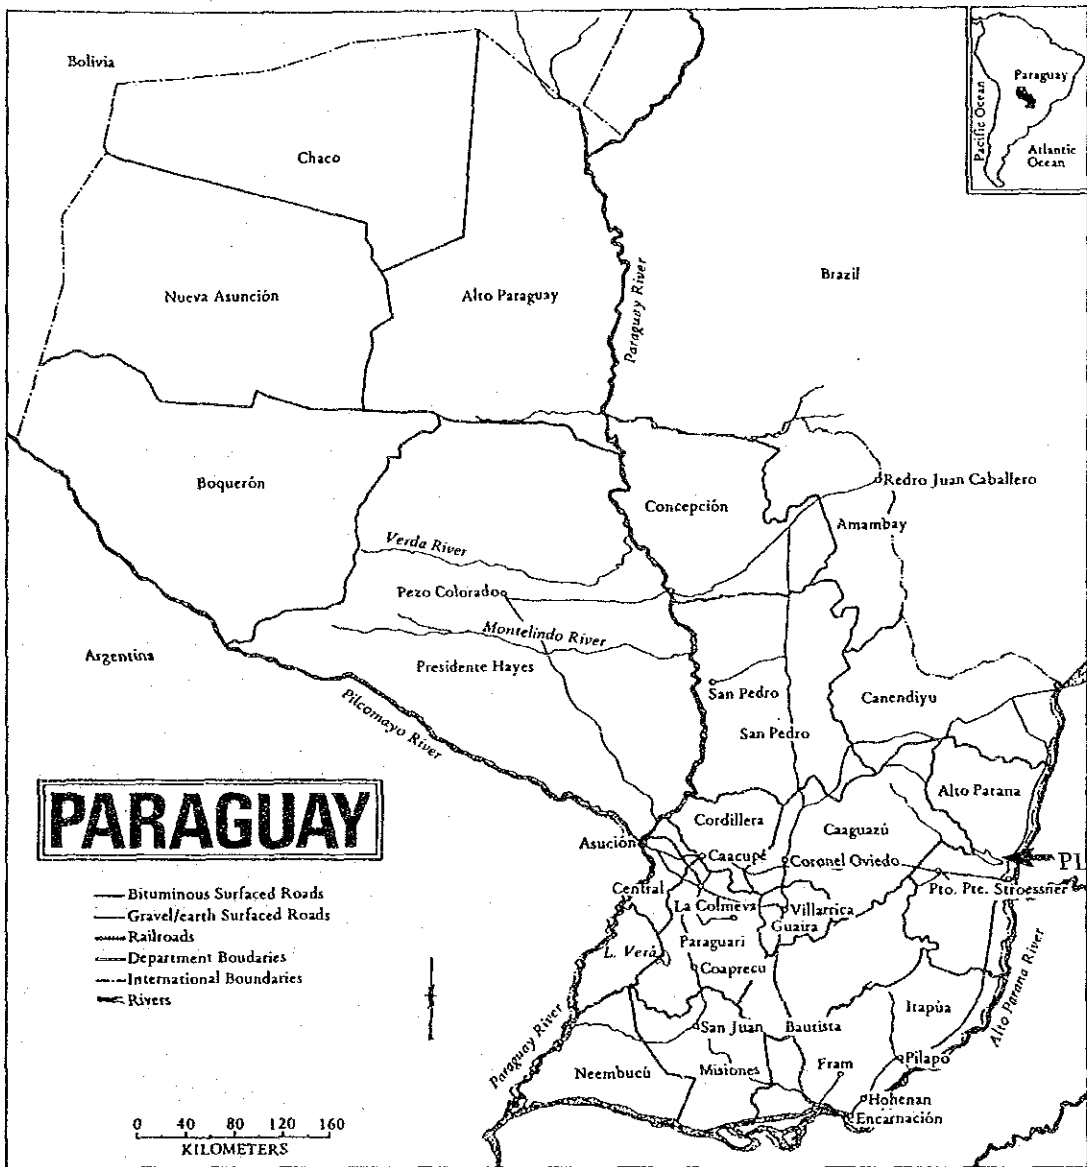 Bolivia
Paraguay
Pacific Ocean
Atlantic
Ocean
Chaco
Brazil
Nueva Asunción
Alto Paraguay
Paraguay River
Boquerón
Redro Juan Caballero
Concepción
Amambay
Verda River
Pezo Colorado
Montelindo River
Argentina
Presidente Hayes
San Pedro
Canendiyu
Pilcomayo River
San Pedro
PARAGUAY
Alto Parana
Cordillera
Caaguazú
Asución
Caacupé
Coronel Oviedo
Pto. Pte. Stroessner
Central
La Colmeva
Villarrica
Guaira
Bituminous Surfaced Roads
Gravel/earth Surfaced Roads
Railroads
Department Boudaries
International Boundaries
Rivers
L. Verá
Paraguari
Coaprecu
Itapúa
Alto Parana River
San Juan
Bautista
Paraguay River
Neembucú
Misiones
Fram
Pilapó
Hohenan
Encarnación
0 40 80 120 160
KILOMETERS